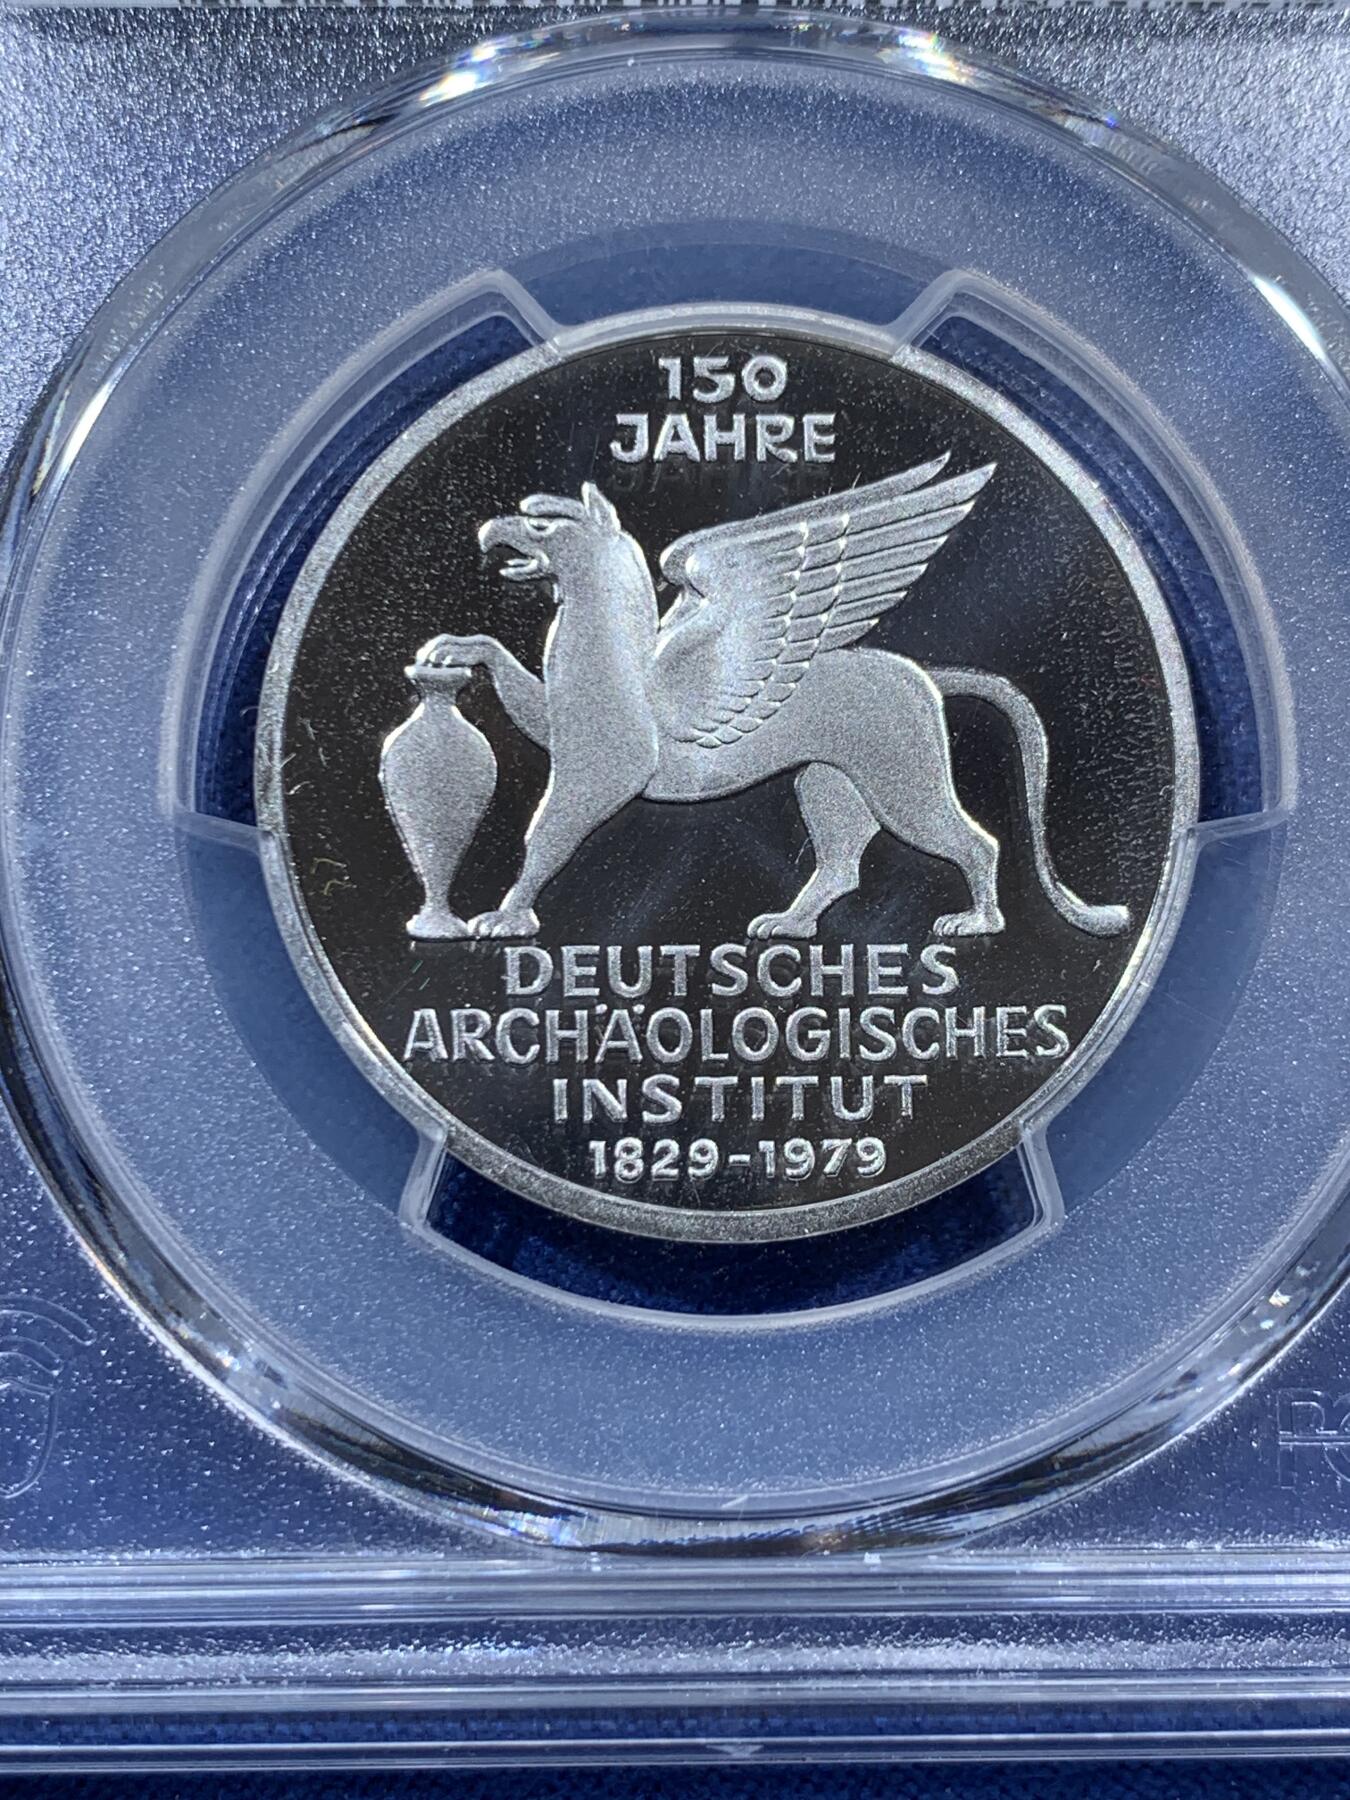 150
JAHRE
DEUTSCHES
ARCHÄOLOGISCHES
INSTITUT
1829-1979